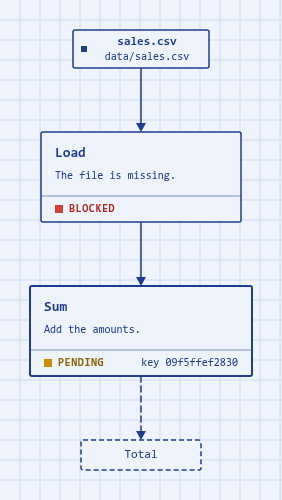 sales.csv
data/sales.csv
Load
The file is missing.
BLOCKED
Sum
Add the amounts.
PENDING key 09f5ffef2830
Total